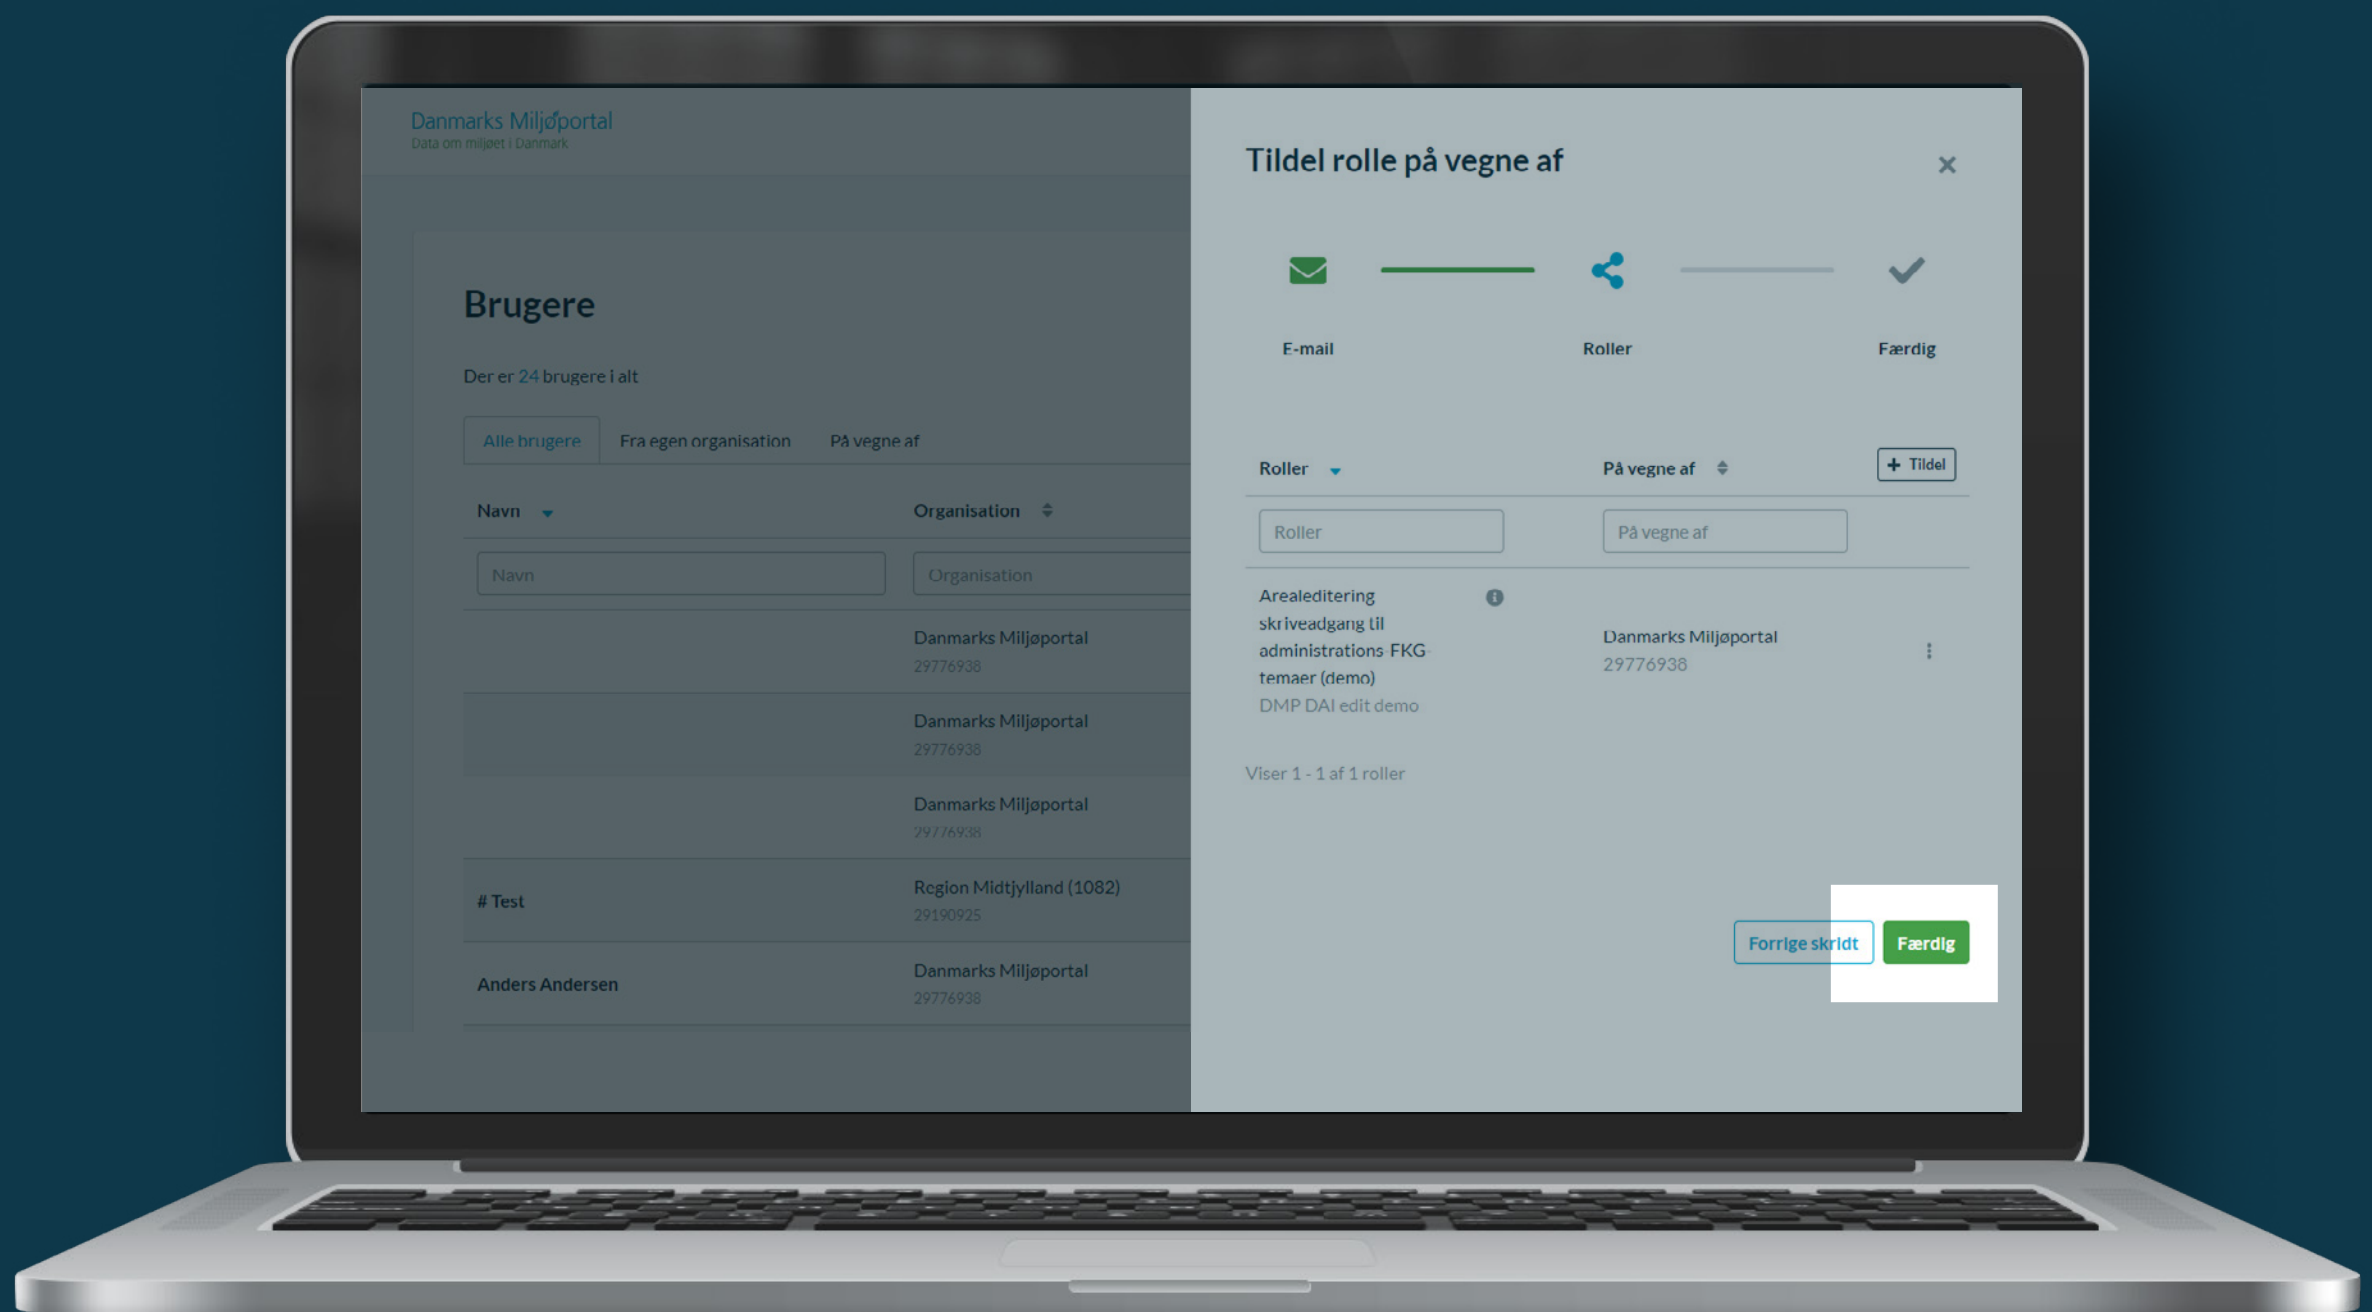 Danmarks Miljøportal
Data om miljøet i Danmark
Brugere
Der er 24 brugere i alt
Alle brugere
Fra egen organisation
På vegne af
Navn
Organisation
Navn
Organisation
Danmarks Miljøportal
29776938
Danmarks Miljøportal
29776938
Danmarks Miljøportal
29776938
# Test
Region Midtjylland (1082)
29190925
Anders Andersen
Danmarks Miljøportal
29776938
Tildel rolle på vegne af
E-mail
Roller
Færdig
Roller
På vegne af
+ Tildel
Roller
På vegne af
Arealeditering
skriveadgang til
administrations-FKG-
temaer (demo)
DMP DAI edit demo
Danmarks Miljøportal
29776938
Viser 1 - 1 af 1 roller
Forrige skridt
Færdig